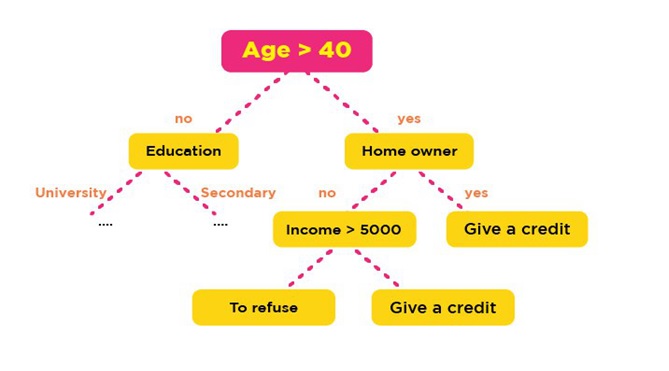 Age > 40
no
yes
Education
Home owner
University
Secondary
no
yes
....
....
Income > 5000
Give a credit
To refuse
Give a credit